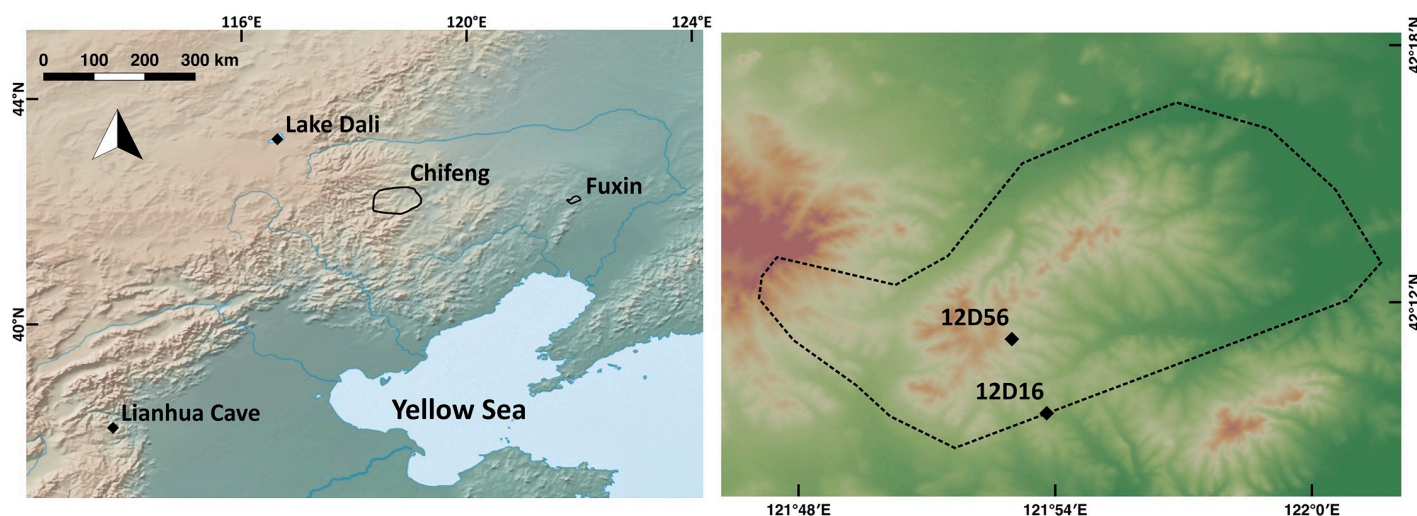 116°E 120°E 124°E
0 100 200 300 km
44°N
Lake Dali
Chifeng
Fuxin
40°N
Lianhua Cave
Yellow Sea
42°18'N
42°12'N
12D56
12D16
121°48'E 121°54'E 122°0'E